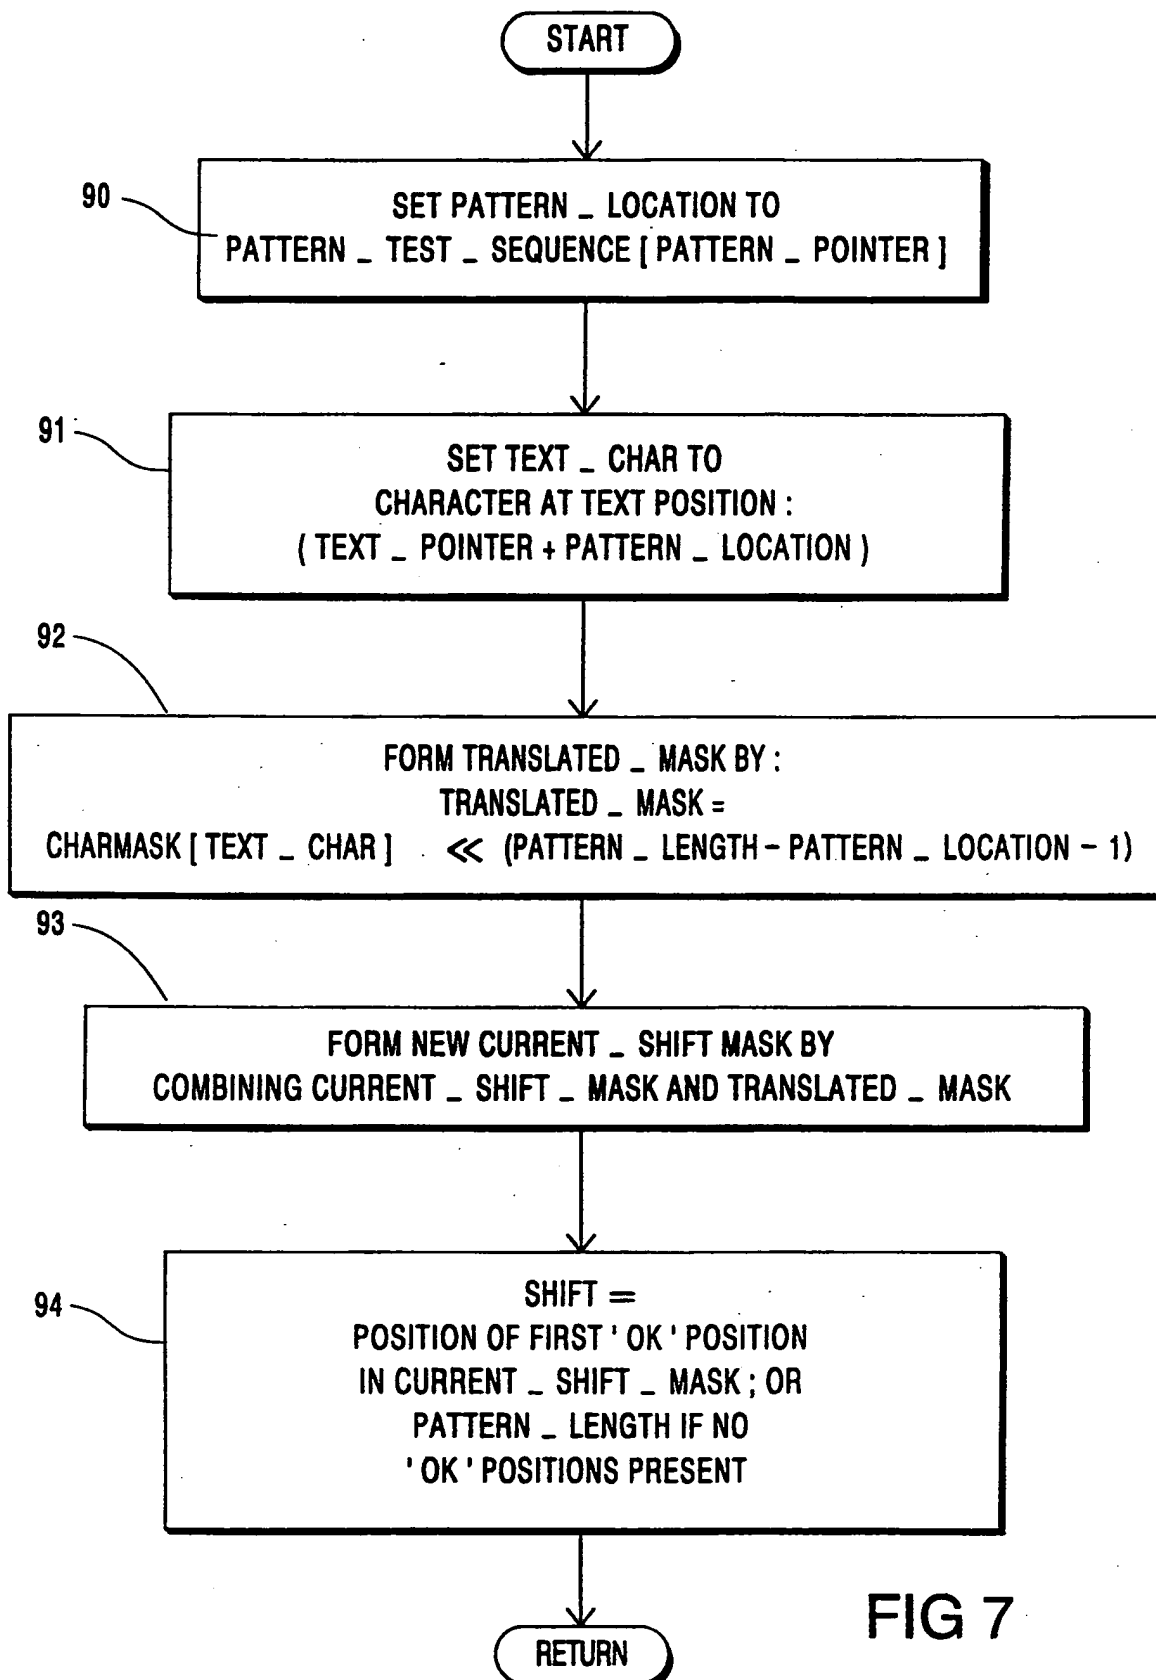 START
90
SET PATTERN _ LOCATION TO
PATTERN _ TEST _ SEQUENCE [ PATTERN _ POINTER ]
91
SET TEXT _ CHAR TO
CHARACTER AT TEXT POSITION :
( TEXT _ POINTER + PATTERN _ LOCATION )
92
FORM TRANSLATED _ MASK BY :
TRANSLATED _ MASK =
CHARMASK [ TEXT _ CHAR ] << (PATTERN _ LENGTH - PATTERN _ LOCATION - 1)
93
FORM NEW CURRENT _ SHIFT MASK BY
COMBINING CURRENT _ SHIFT _ MASK AND TRANSLATED _ MASK
94
SHIFT =
POSITION OF FIRST ' OK ' POSITION
IN CURRENT _ SHIFT _ MASK ; OR
PATTERN _ LENGTH IF NO
' OK ' POSITIONS PRESENT
RETURN
FIG 7